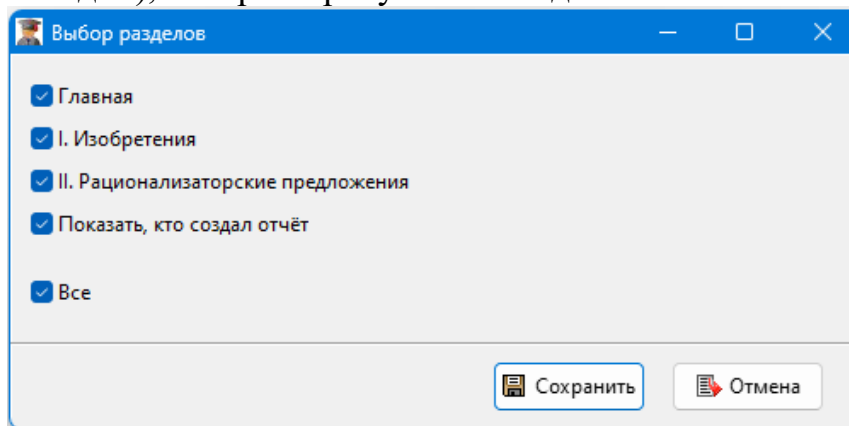 Выбор разделов
Главная
I. Изобретения
II. Рационализаторские предложения
Показать, кто создал отчёт
Все
Сохранить
Отмена